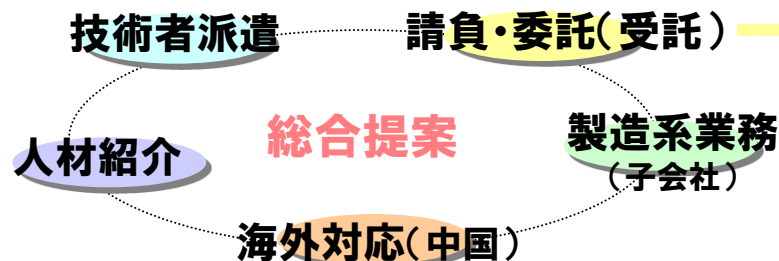 技術者派遣
請負・委託(受託)
総合提案
人材紹介
製造系業務
(子会社)
海外対応(中国)